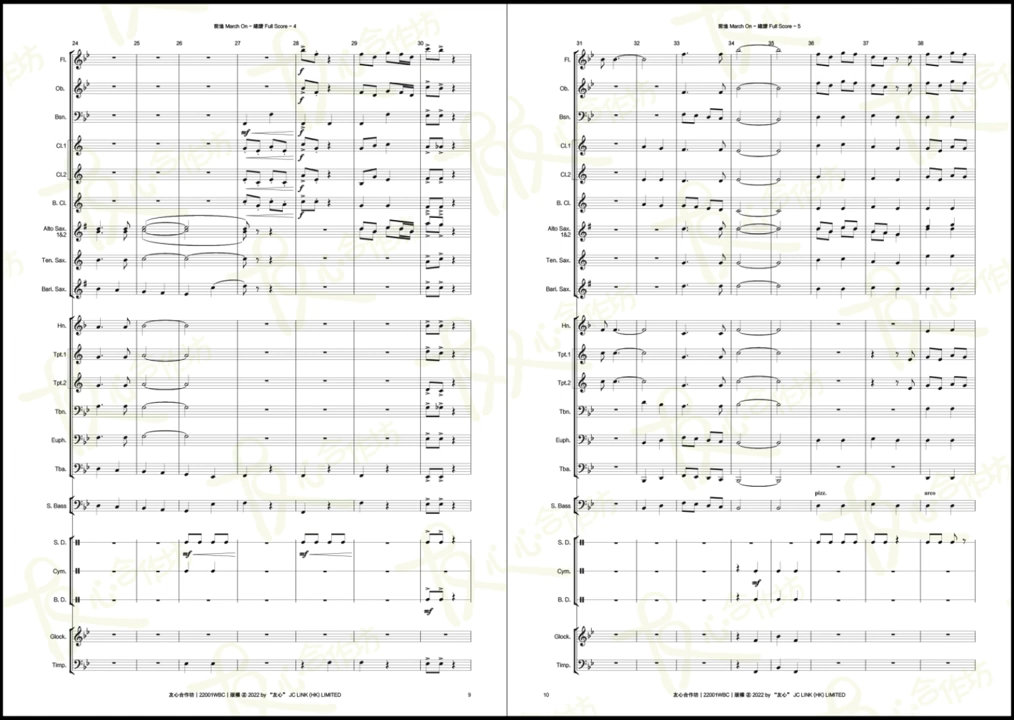 前進 March On - 總譜 Full Score - 4
24 25 26 27 28 29 30
Fl.
Ob.
Bsn.
mf f
Cl.1
f
Cl.2
f
B. Cl.
f
Alto Sax. 1&2
Ten. Sax.
Bari. Sax.
Hn.
Tpt.1
Tpt.2
Tbn.
Euph.
Tba.
S. Bass
S. D.
mf mf
Cym.
B. D.
mf
Glock.
Timp.
友心合作坊 | 22001WBC | 版權 @ 2022 by “友心” JC LINK (HK) LIMITED
9
前進 March On - 總譜 Full Score - 5
31 32 33 34 35 36 37 38
Fl.
Ob.
Bsn.
Cl.1
Cl.2
B. Cl.
Alto Sax. 1&2
Ten. Sax.
Bari. Sax.
Hn.
Tpt.1
Tpt.2
Tbn.
Euph.
Tba.
pizz. arco
S. Bass
S. D.
Cym.
mf
B. D.
Glock.
Timp.
10
友心合作坊 | 22001WBC | 版權 @ 2022 by “友心” JC LINK (HK) LIMITED